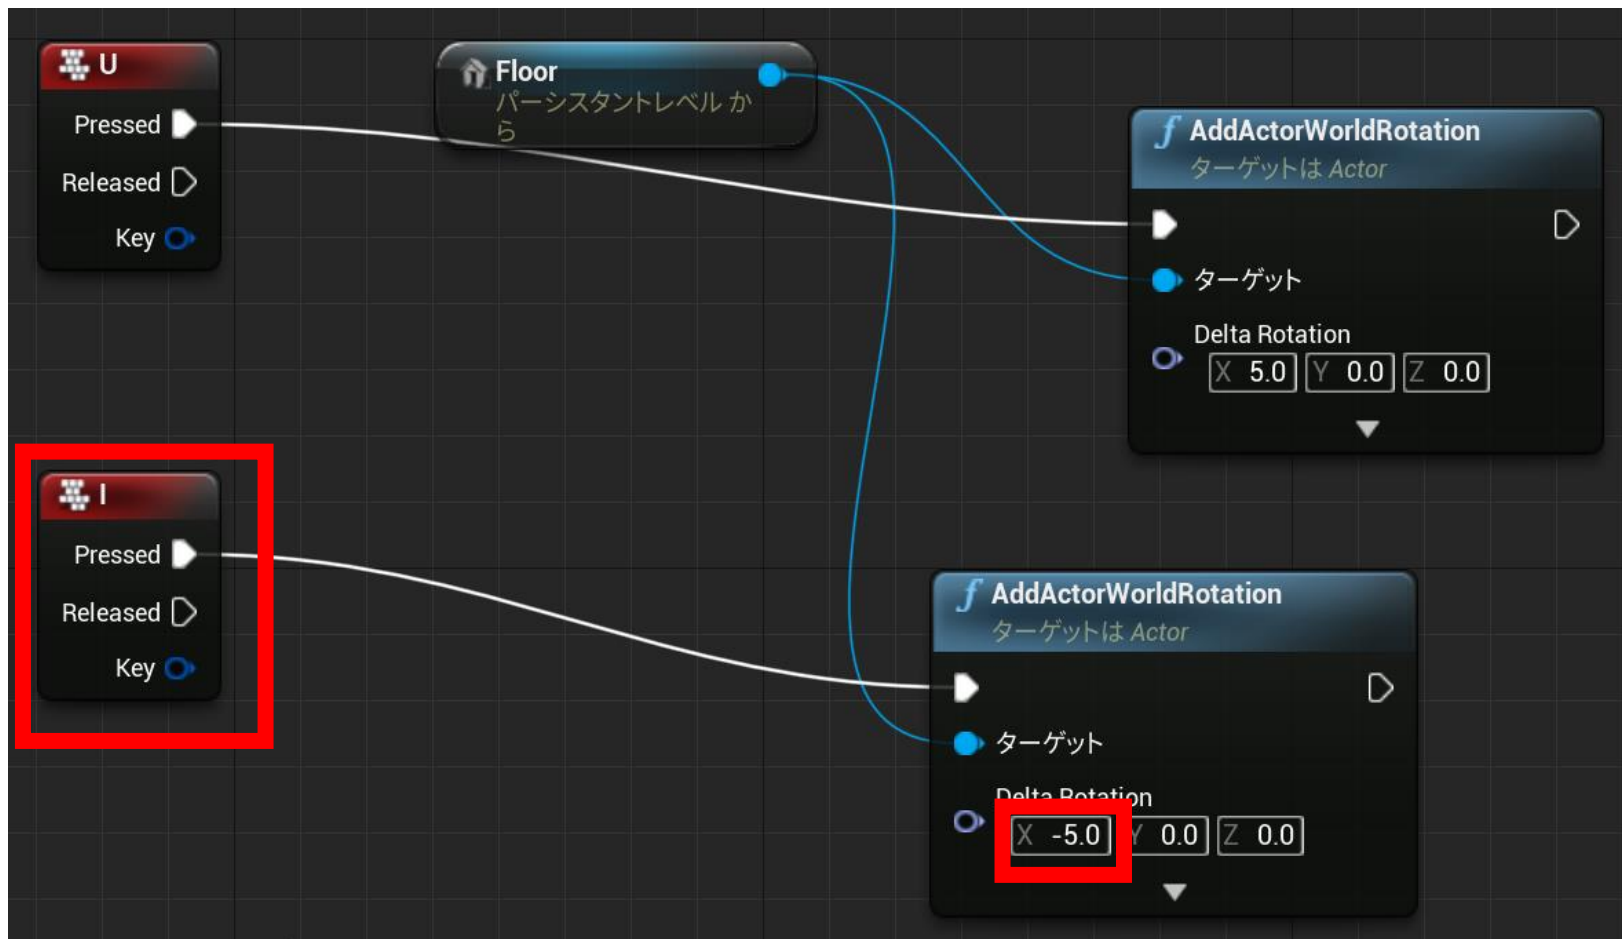 U
Pressed
Released
Key
Floor
パーシスタントレベル か
ら
AddActorWorldRotation
ターゲットは Actor
ターゲット
Delta Rotation
X 5.0 Y 0.0 Z 0.0
I
Pressed
Released
Key
AddActorWorldRotation
ターゲットは Actor
ターゲット
Delta Rotation
X -5.0 Y 0.0 Z 0.0